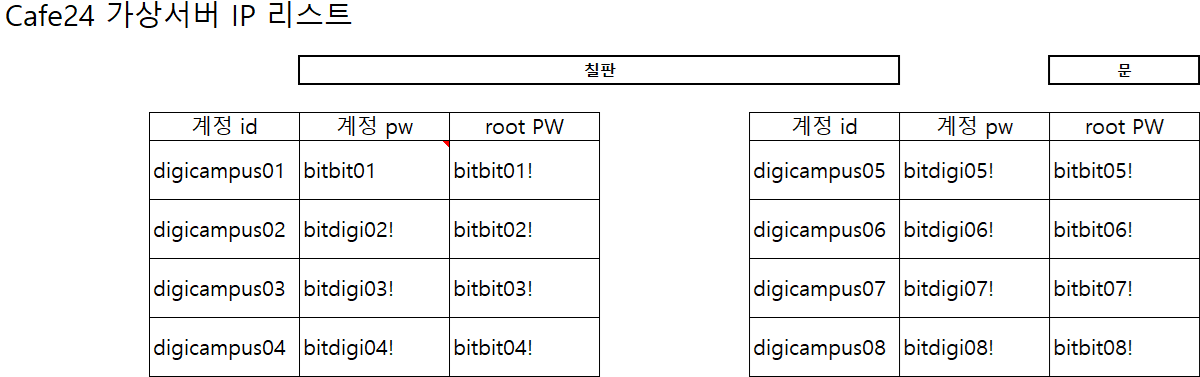 Cafe24 가상서버 IP 리스트
칠판 문
계정 id 계정 pw root PW 계정 id 계정 pw root PW
digicampus01 bitbit01 bitbit01! digicampus05 bitdigi05! bitbit05!
digicampus02 bitdigi02! bitbit02! digicampus06 bitdigi06! bitbit06!
digicampus03 bitdigi03! bitbit03! digicampus07 bitdigi07! bitbit07!
digicampus04 bitdigi04! bitbit04! digicampus08 bitdigi08! bitbit08!